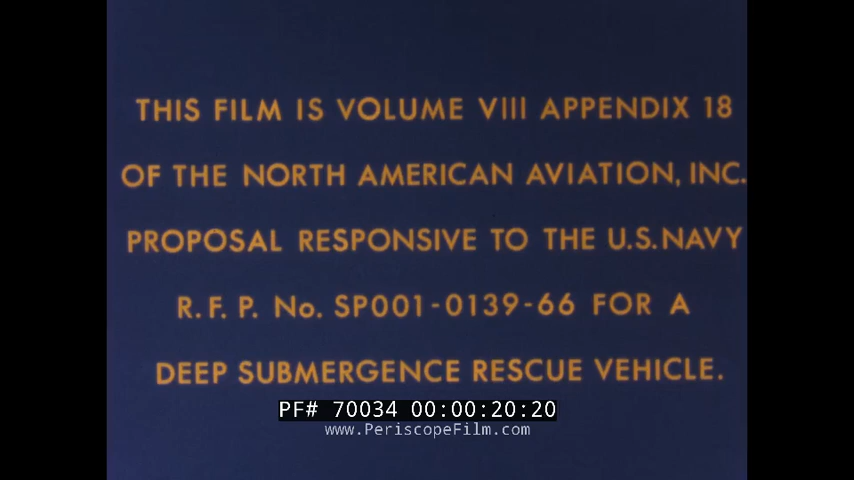 THIS FILM IS VOLUME VIII APPENDIX 18
OF THE NORTH AMERICAN AVIATION, INC.
PROPOSAL RESPONSIVE TO THE U.S. NAVY
R.F.P. No. SP001-0139-66 FOR A
DEEP SUBMERGENCE RESCUE VEHICLE.
PF# 70034 00:00:20:20
www.PeriscopeFilm.com